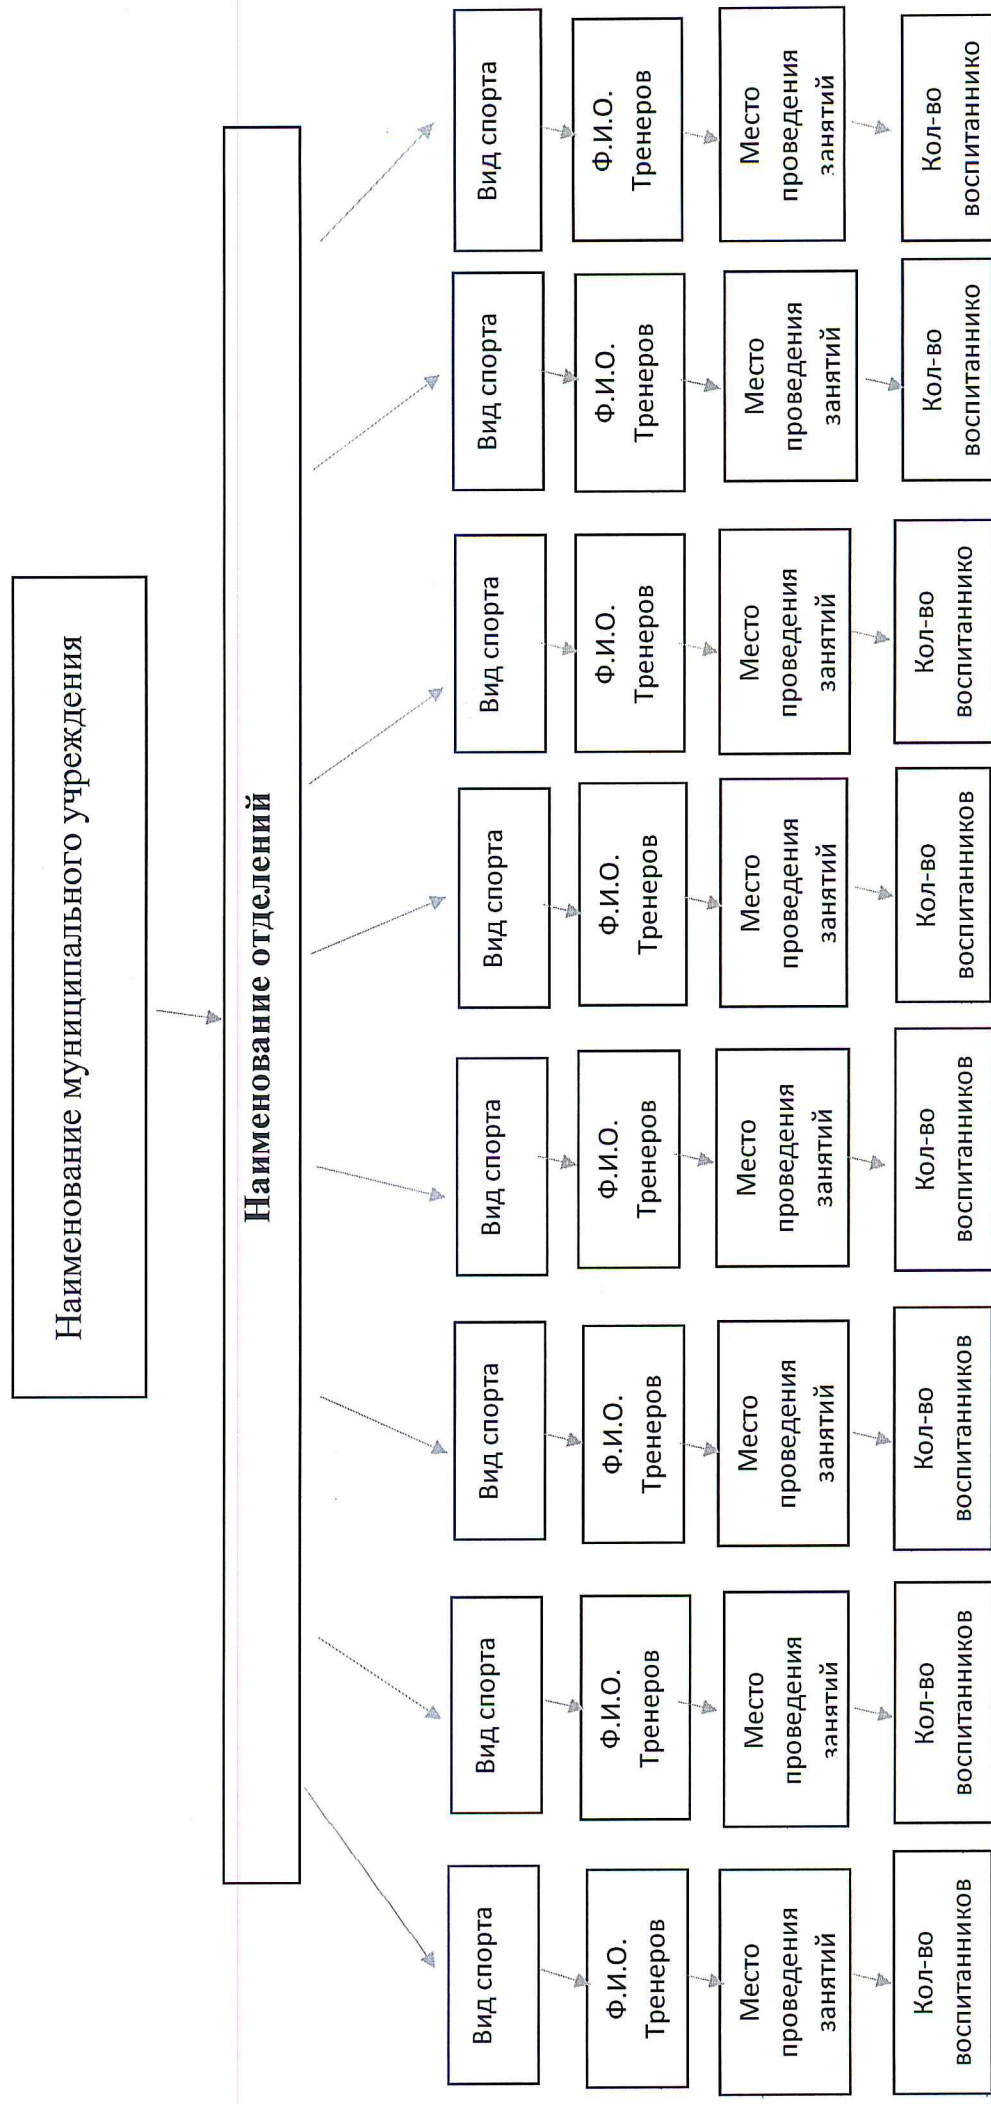 Наименование муниципального учреждения
Наименование отделений
Вид спорта
Ф.И.О.
Тренеров
Место
проведения
занятий
Кол-во
воспитанников
Вид спорта
Ф.И.О.
Тренеров
Место
проведения
занятий
Кол-во
воспитанников
Вид спорта
Ф.И.О.
Тренеров
Место
проведения
занятий
Кол-во
воспитанников
Вид спорта
Ф.И.О.
Тренеров
Место
проведения
занятий
Кол-во
воспитанников
Вид спорта
Ф.И.О.
Тренеров
Место
проведения
занятий
Кол-во
воспитанников
Вид спорта
Ф.И.О.
Тренеров
Место
проведения
занятий
Кол-во
воспитаннико
Вид спорта
Ф.И.О.
Тренеров
Место
проведения
занятий
Кол-во
воспитаннико
Вид спорта
Ф.И.О.
Тренеров
Место
проведения
занятий
Кол-во
воспитаннико